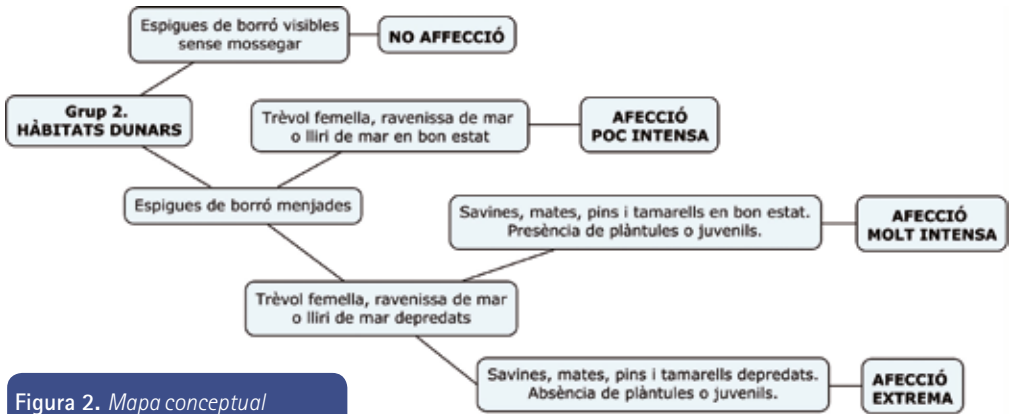 Espigues de borró visibles
sense mossegar
NO AFFECCIÓ
Grup 2.
HÀBITATS DUNARS
Trèvol femella, ravenissa de mar
o lliri de mar en bon estat
AFECCIÓ
POC INTENSA
Espigues de borró menjades
Savines, mates, pins i tamarells en bon estat.
Presència de plàntules o juvenils.
AFECCIÓ
MOLT INTENSA
Trèvol femella, ravenissa de mar
o lliri de mar depredats
Savines, mates, pins i tamarells depredats.
Absència de plàntules o juvenils.
AFECCIÓ
EXTREMA
Figura 2. Mapa conceptual